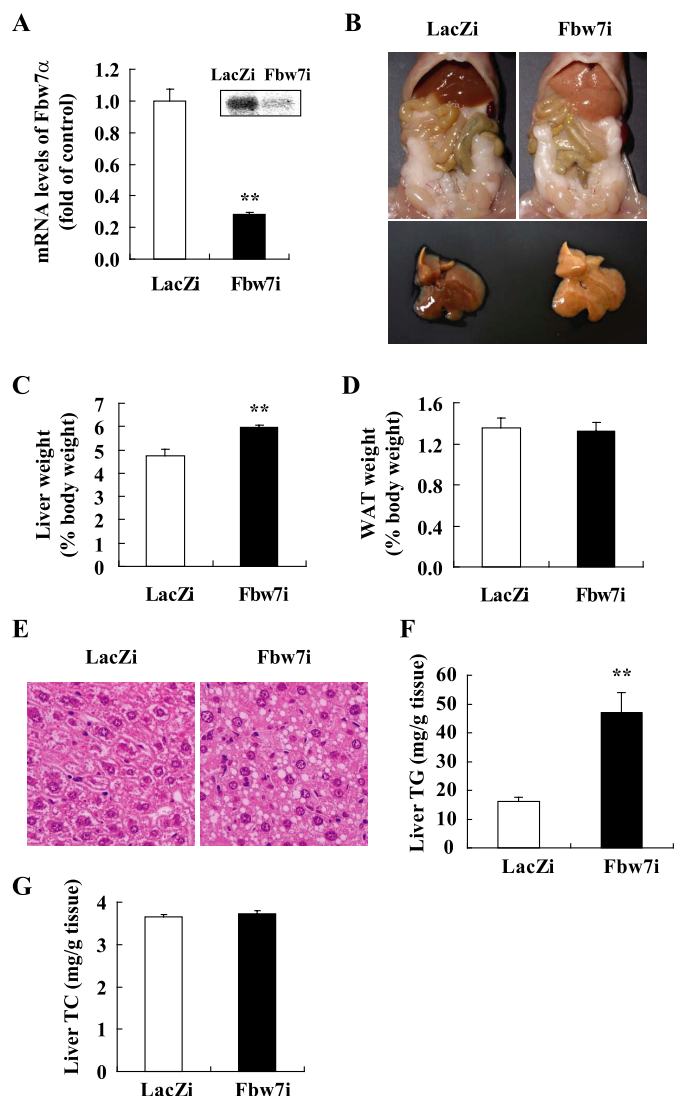 A
mRNA levels of Fbw7α
(fold of control)
1.2
1.0
0.8
0.6
0.4
0.2
0.0
LacZi Fbw7i
**
LacZi Fbw7i
B
LacZi Fbw7i
C
Liver weight
(% body weight)
7
6
5
4
3
2
1
0
**
LacZi Fbw7i
D
WAT weight
(% body weight)
1.6
1.2
0.8
0.4
0.0
LacZi Fbw7i
E
LacZi Fbw7i
F
Liver TG (mg/g tissue)
60
50
40
30
20
10
0
**
LacZi Fbw7i
G
Liver TC (mg/g tissue)
4
3
2
1
0
LacZi Fbw7i